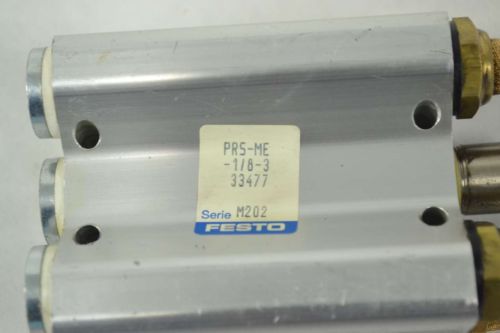 PRS-ME
-1/8-3
33477
Serie M202
FESTO